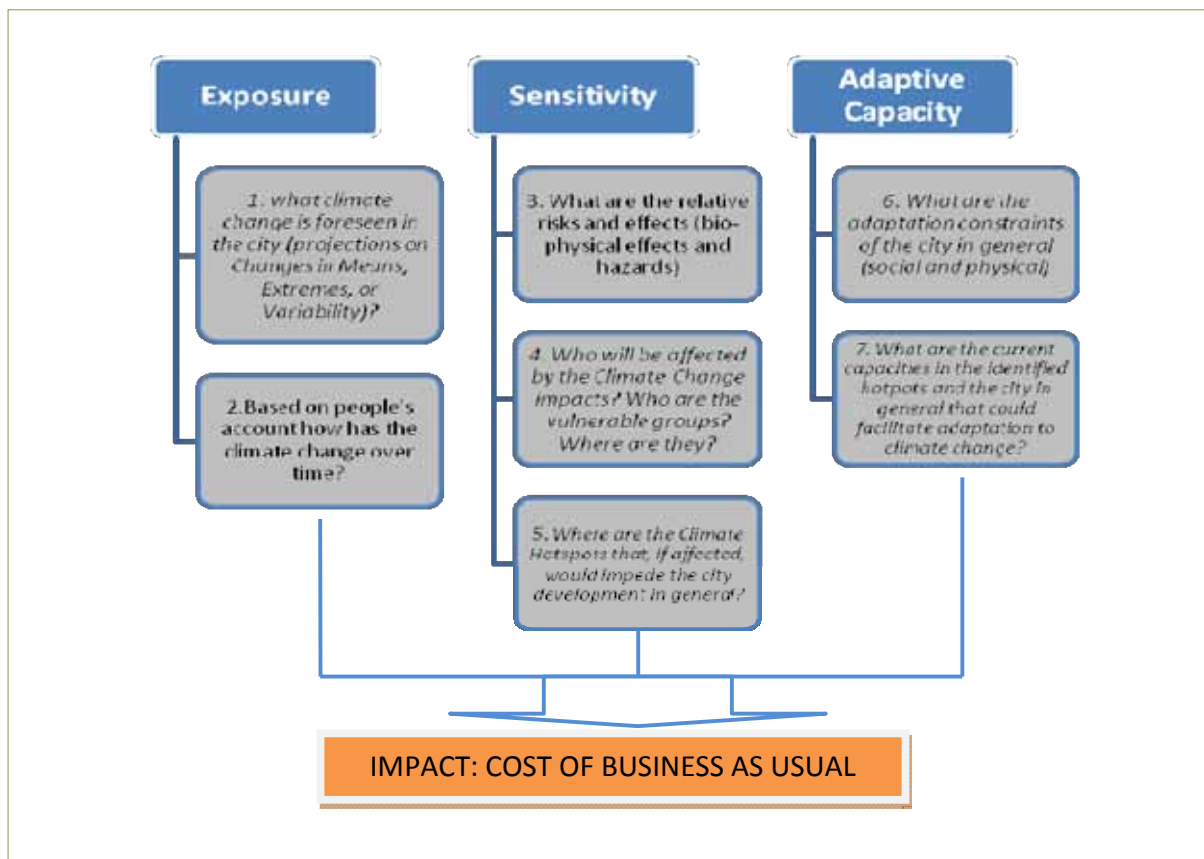 Exposure
1. what climate
change is foreseen in
the city (projections on
Changes in Means,
Extremes, or
Variability)?
2.Based on people's
account how has the
climate change over
time?
Sensitivity
3. What are the relative
risks and effects (bio-
physical effects and
hazards)
4. Who will be affected
by the Climate Change
impacts? Who are the
vulnerable groups?
Where are they?
5. Where are the Climate
Hotspots that, if affected,
would impede the city
development in general?
Adaptive
Capacity
6. What are the
adaptation constraints
of the city in general
(social and physical)
7. What are the current
capacities in the identified
hotpots and the city in
general that could
facilitate adaptation to
climate change?
IMPACT: COST OF BUSINESS AS USUAL